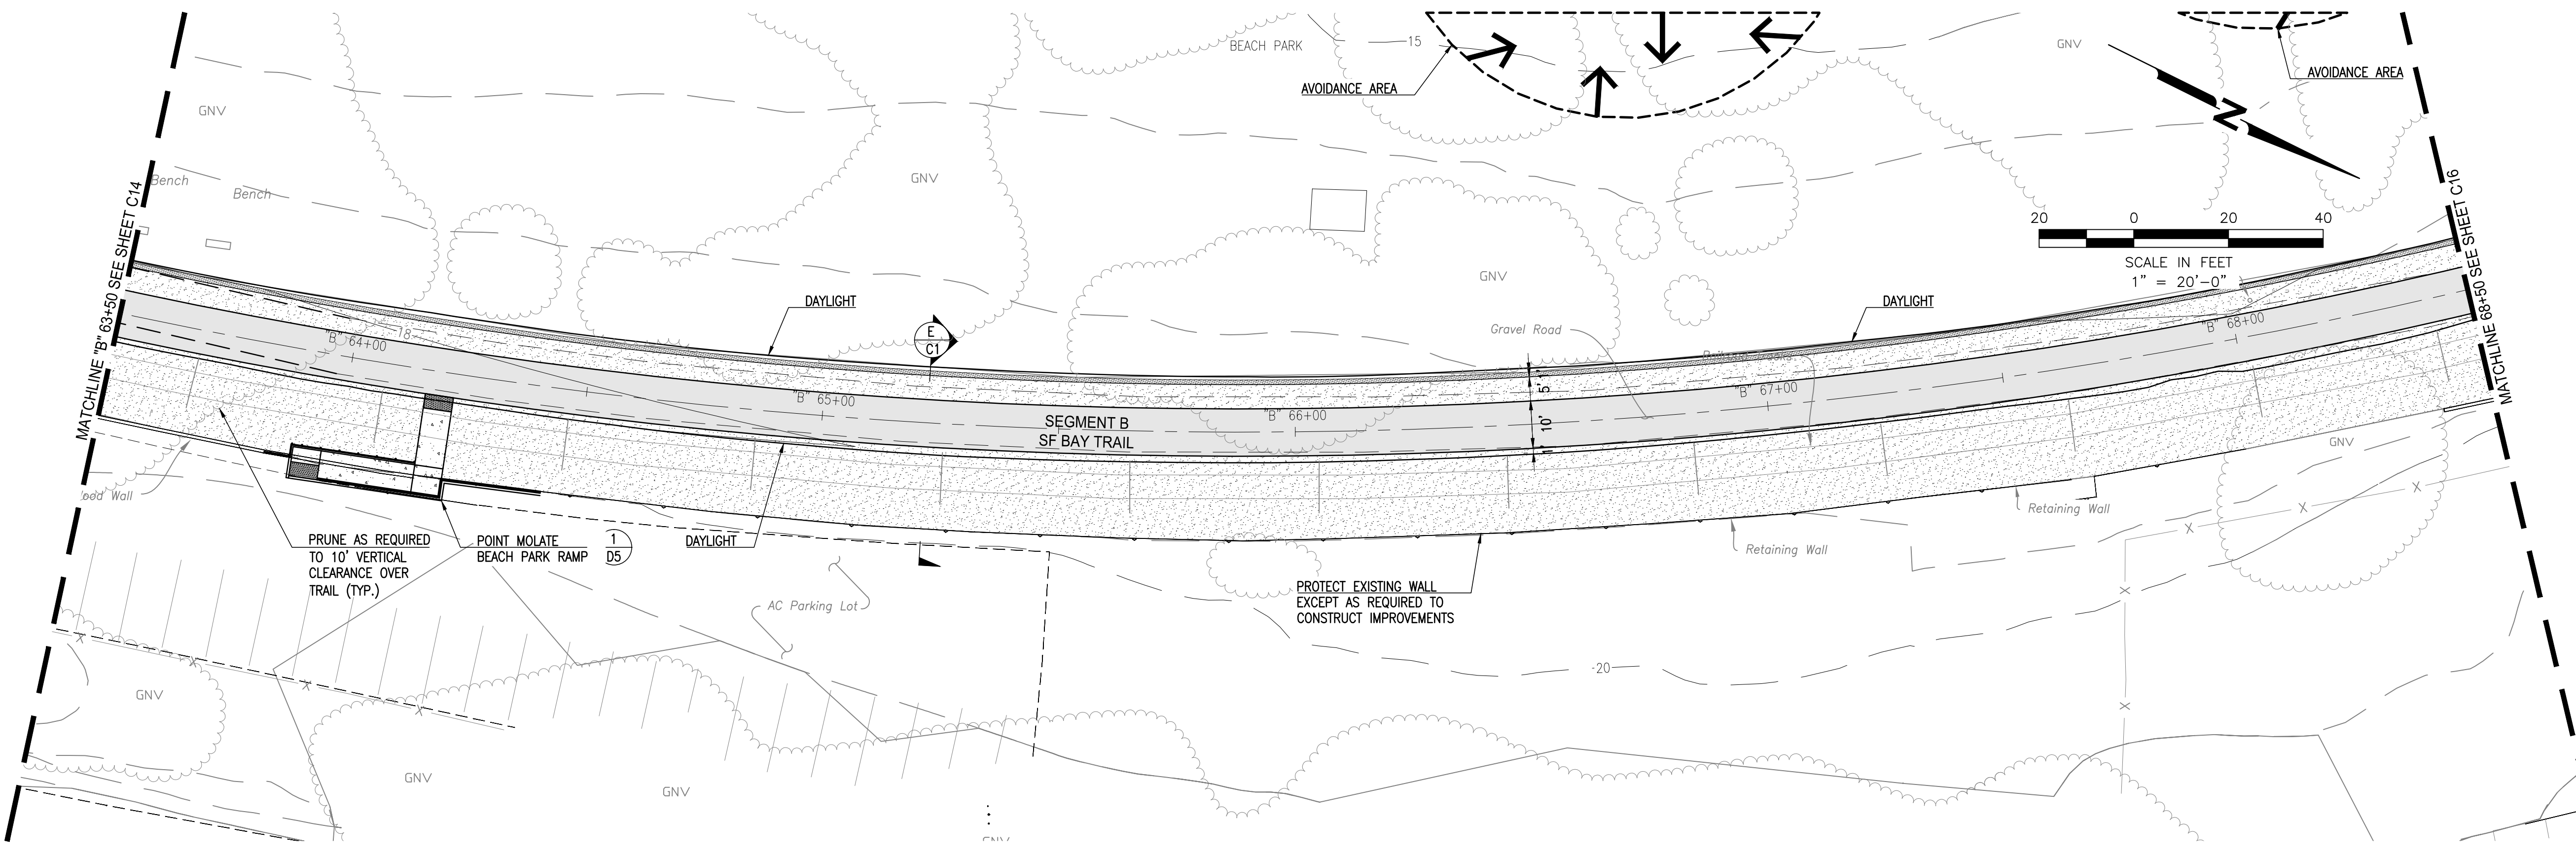 BEACH PARK
15
AVOIDANCE AREA
GNV
AVOIDANCE AREA
GNV
Bench
Bench
GNV
GNV
20 0 20 40
SCALE IN FEET
1" = 20'-0"
MATCHLINE "B" 63+50 SEE SHEET C14
MATCHLINE 68+50 SEE SHEET C16
DAYLIGHT
E
C1
DAYLIGHT
Gravel Road
18
"B" 64+00
"B" 65+00
"B" 66+00
"B" 67+00
"B" 68+00
1'
5'
10'
1'
SEGMENT B
SF BAY TRAIL
GNV
Wall
PRUNE AS REQUIRED
TO 10' VERTICAL
CLEARANCE OVER
TRAIL (TYP.)
POINT MOLATE
BEACH PARK RAMP
1
D5
DAYLIGHT
Retaining Wall
Retaining Wall
X
X
X
X
X
AC Parking Lot
PROTECT EXISTING WALL
EXCEPT AS REQUIRED TO
CONSTRUCT IMPROVEMENTS
X
X
X
X
20
GNV
GNV
GNV
GNV